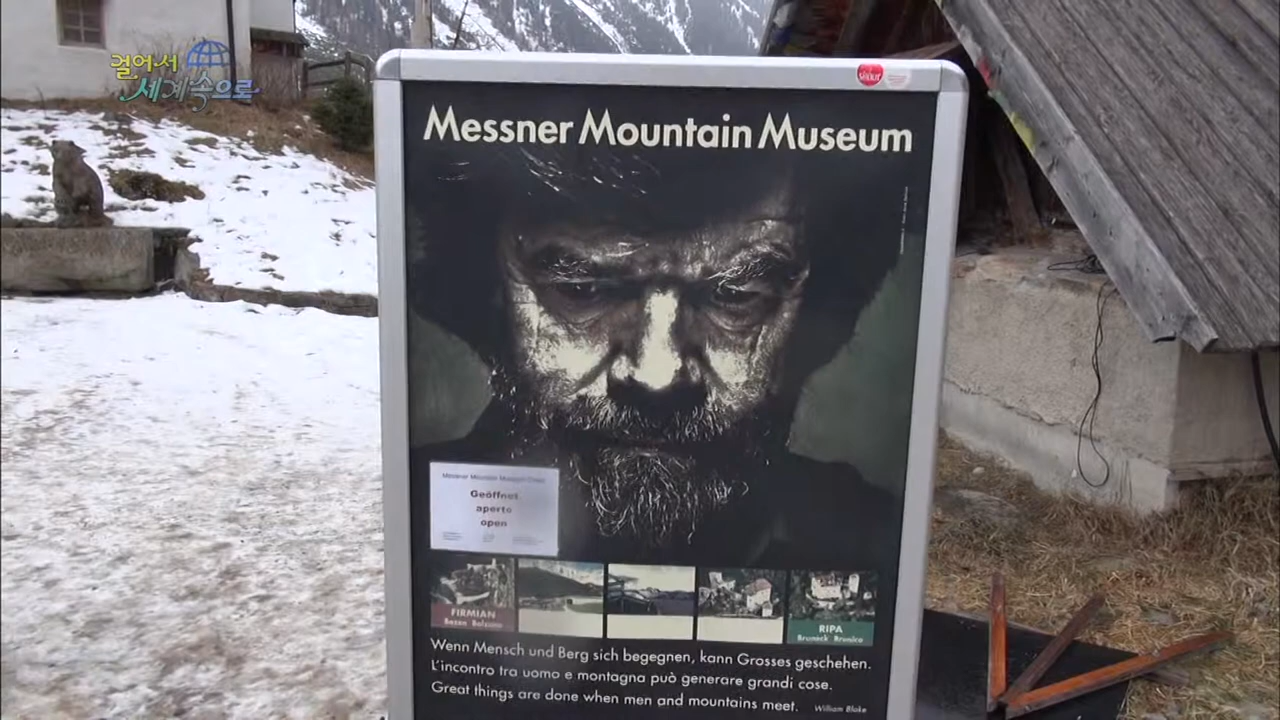 걸어서
세계속으로
Messner Mountain Museum
Geöffnet
aperto
open
FIRMIAN
Bozen Bolzano
RIPA
Bruneck Brunico
Wenn Mensch und Berg sich begegnen, kann Grosses geschehen.
L'incontro tra uomo e montagna può generare grandi cose.
Great things are done when men and mountains meet. William Blake